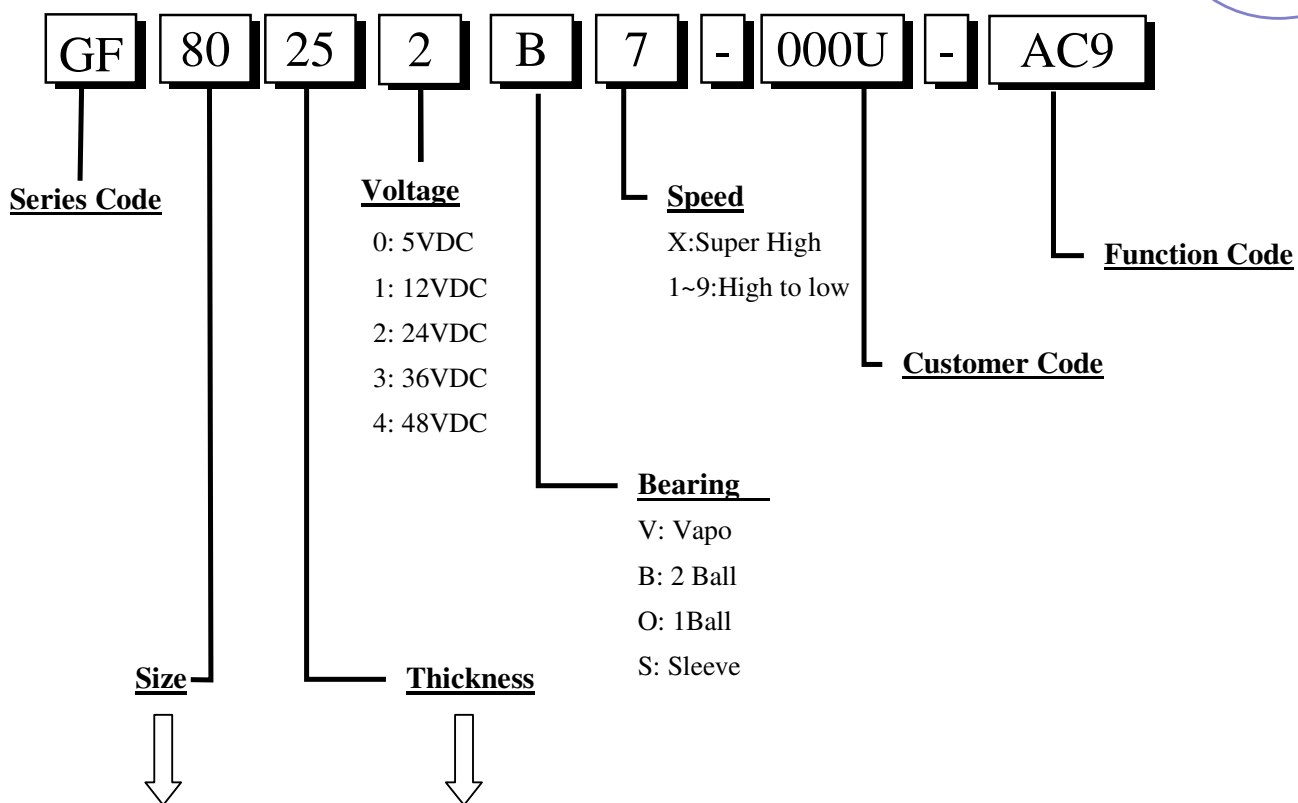 GF 80 25 2 B 7 - 000U - AC9
Series Code
Voltage
0: 5VDC
1: 12VDC
2: 24VDC
3: 36VDC
4: 48VDC
Speed
X:Super High
1~9:High to low
Function Code
Customer Code
Bearing
V: Vapo
B: 2 Ball
O: 1Ball
S: Sleeve
Size
Thickness